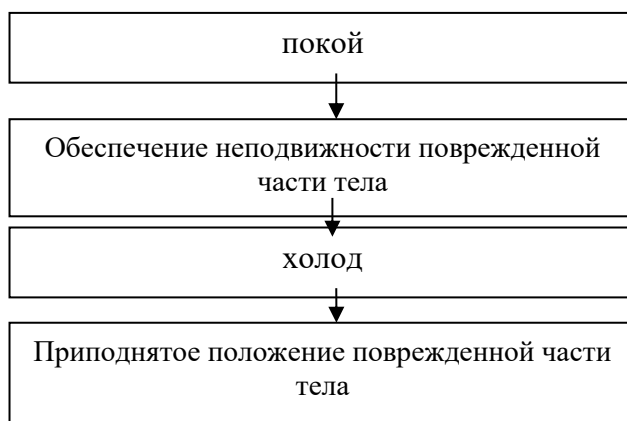 покой
Обеспечение неподвижности поврежденной
части тела
холод
Приподнятое положение поврежденной части
тела